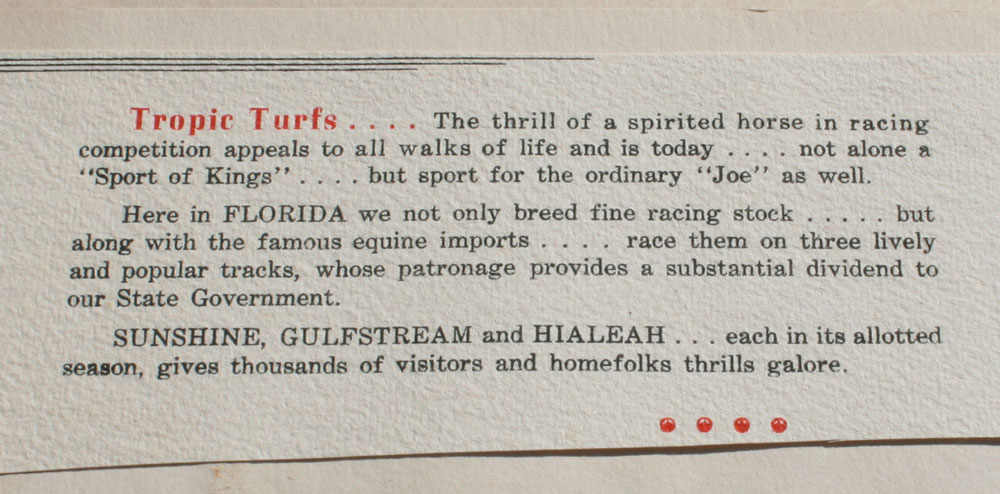 Tropic Turfs . . . . The thrill of a spirited horse in racing
competition appeals to all walks of life and is today . . . . not alone a
"Sport of Kings" . . . . but sport for the ordinary "Joe" as well.
Here in FLORIDA we not only breed fine racing stock . . . . . but
along with the famous equine imports . . . . race them on three lively
and popular tracks, whose patronage provides a substantial dividend to
our State Government.
SUNSHINE, GULFSTREAM and HIALEAH . . . each in its allotted
season, gives thousands of visitors and homefolks thrills galore.